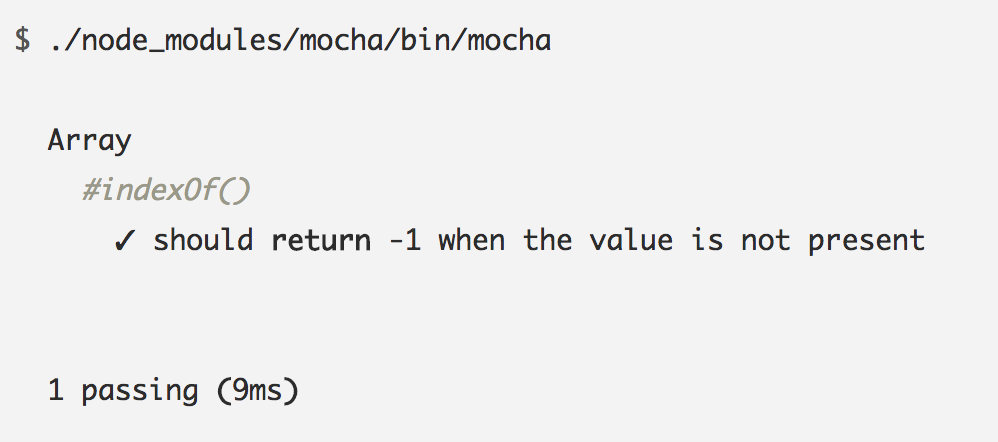 $ ./node_modules/mocha/bin/mocha
Array
#indexOf()
✓ should return -1 when the value is not present
1 passing (9ms)